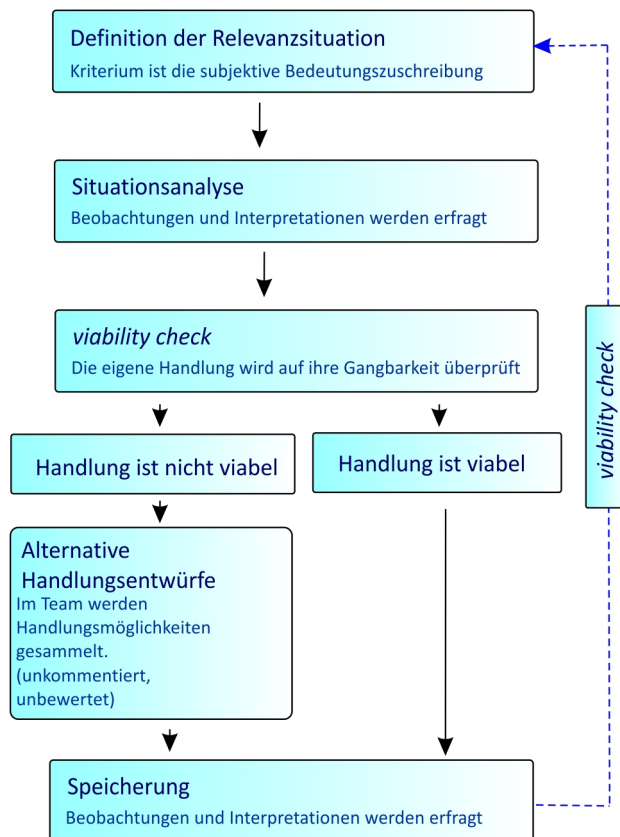 Definition der Relevanzsituation
Kriterium ist die subjektive Bedeutungszuschreibung
Situationsanalyse
Beobachtungen und Interpretationen werden erfragt
viability check
Die eigene Handlung wird auf ihre Gangbarkeit überprüft
viability check
Handlung ist nicht viabel
Handlung ist viabel
Alternative
Handlungsentwürfe
Im Team werden
Handlungsmöglichkeiten
gesammelt.
(unkommentiert,
unbewertet)
Speicherung
Beobachtungen und Interpretationen werden erfragt